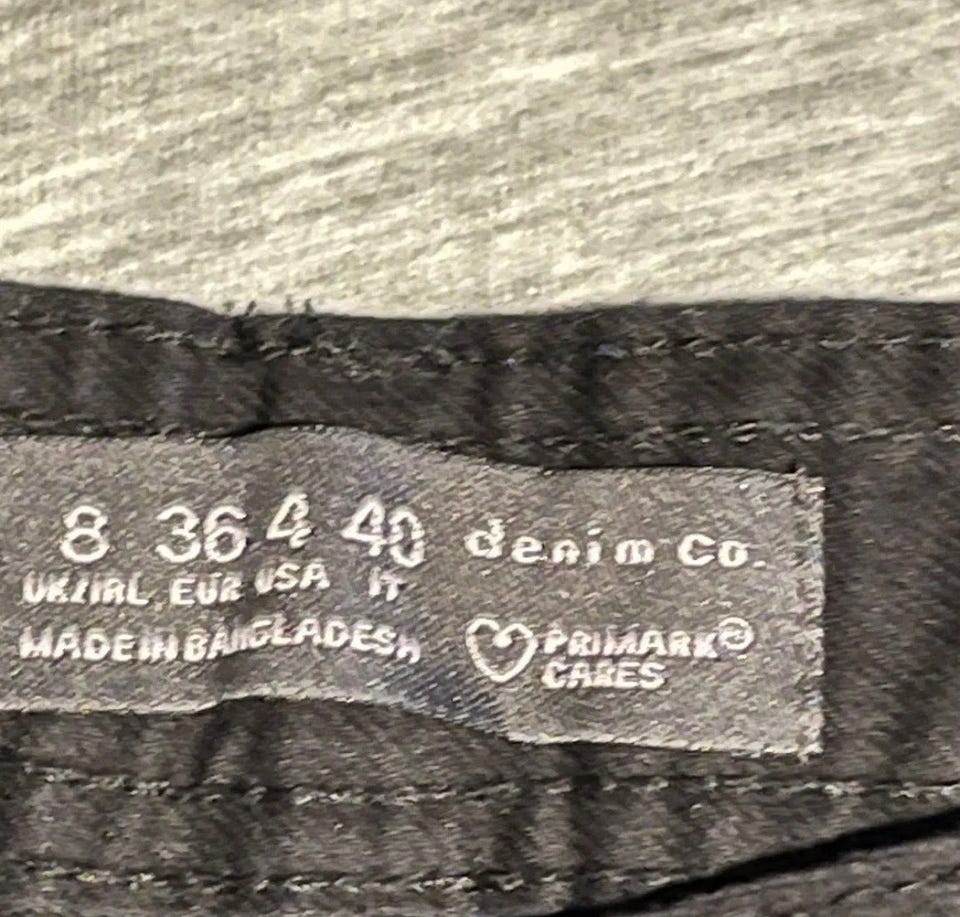 8 36 4 40
UK/IRL EUR USA IT
MADE IN BANGLADESH
denim Co.
PRIMARK
CARES